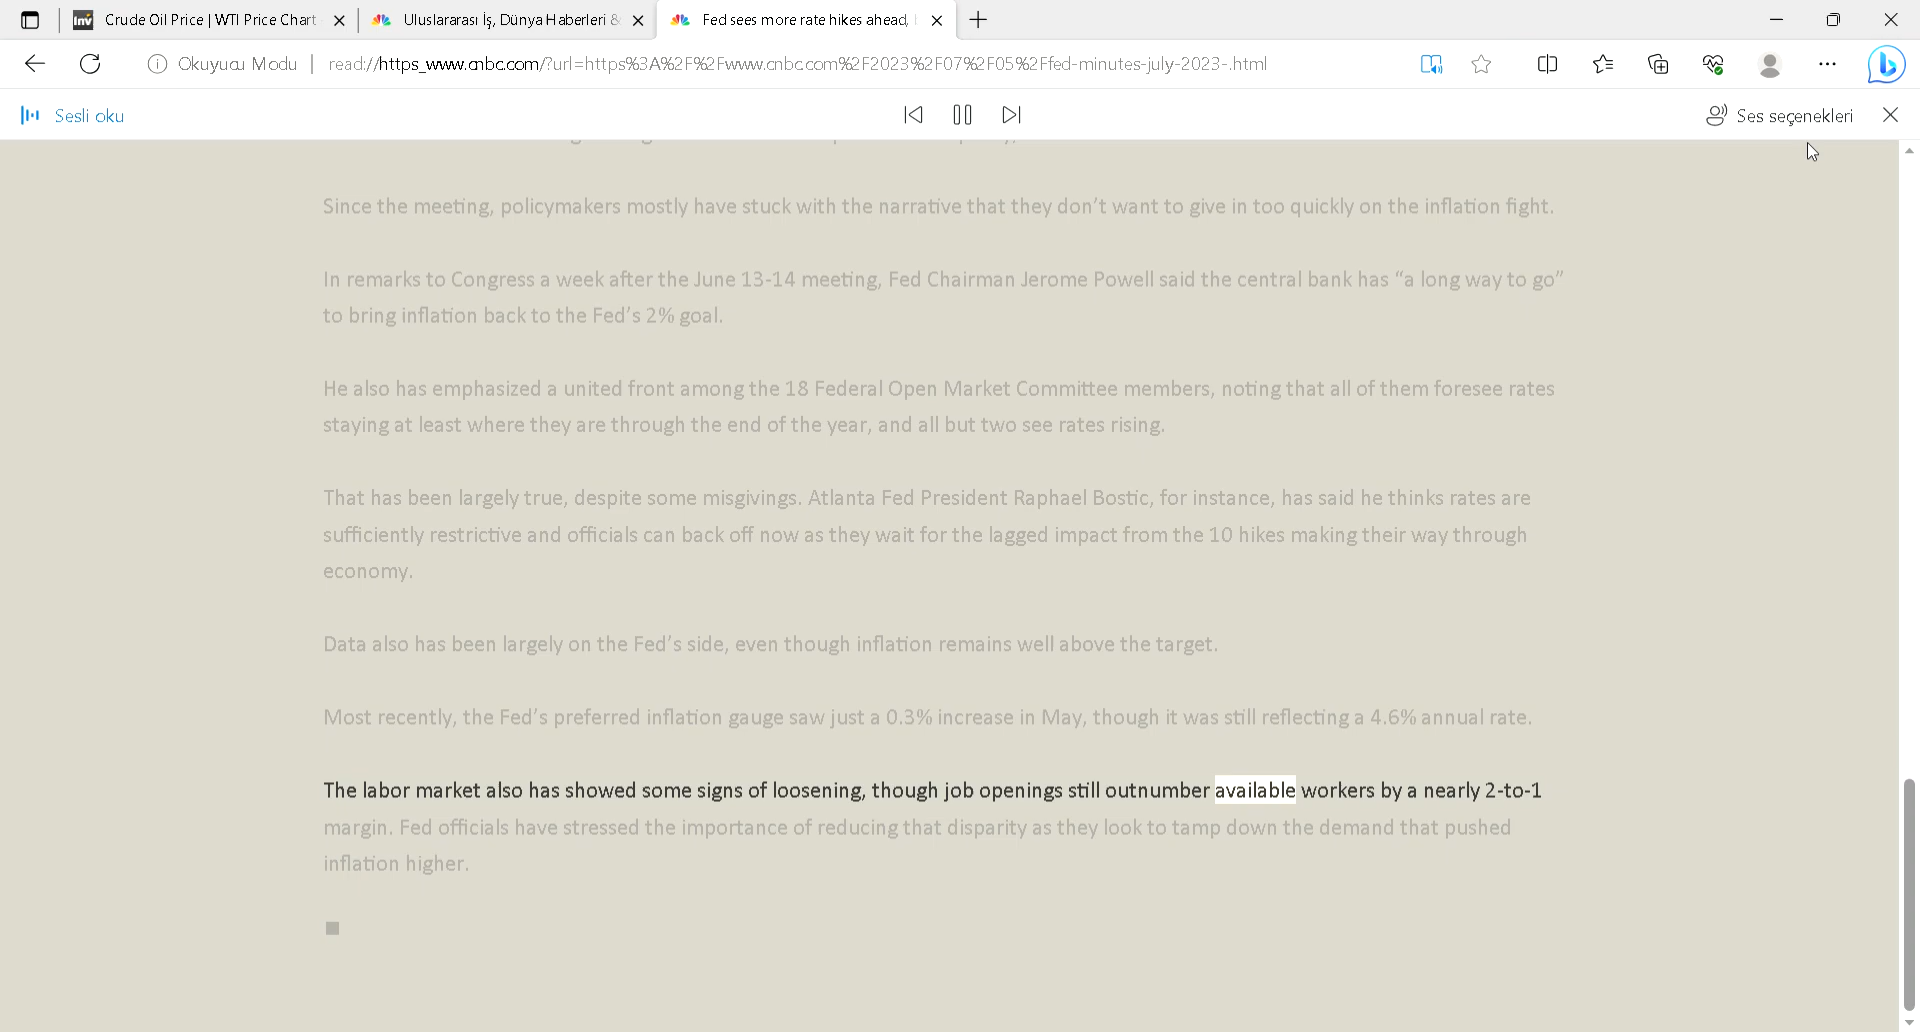 Crude Oil Price | WTI Price Chart
Uluslararası İş, Dünya Haberleri &
Fed sees more rate hikes ahead,
Okuyucu Modu
read://https_www.cnbc.com/?url=https%3A%2F%2Fwww.cnbc.com%2F2023%2F07%2F05%2Ffed-minutes-july-2023-.html
Sesli oku
Ses seçenekleri
Since the meeting, policymakers mostly have stuck with the narrative that they don’t want to give in too quickly on the inflation fight.
In remarks to Congress a week after the June 13-14 meeting, Fed Chairman Jerome Powell said the central bank has “a long way to go”
to bring inflation back to the Fed’s 2% goal.
He also has emphasized a united front among the 18 Federal Open Market Committee members, noting that all of them foresee rates
staying at least where they are through the end of the year, and all but two see rates rising.
That has been largely true, despite some misgivings. Atlanta Fed President Raphael Bostic, for instance, has said he thinks rates are
sufficiently restrictive and officials can back off now as they wait for the lagged impact from the 10 hikes making their way through
economy.
Data also has been largely on the Fed’s side, even though inflation remains well above the target.
Most recently, the Fed’s preferred inflation gauge saw just a 0.3% increase in May, though it was still reflecting a 4.6% annual rate.
The labor market also has showed some signs of loosening, though job openings still outnumber available workers by a nearly 2-to-1
margin. Fed officials have stressed the importance of reducing that disparity as they look to tamp down the demand that pushed
inflation higher.